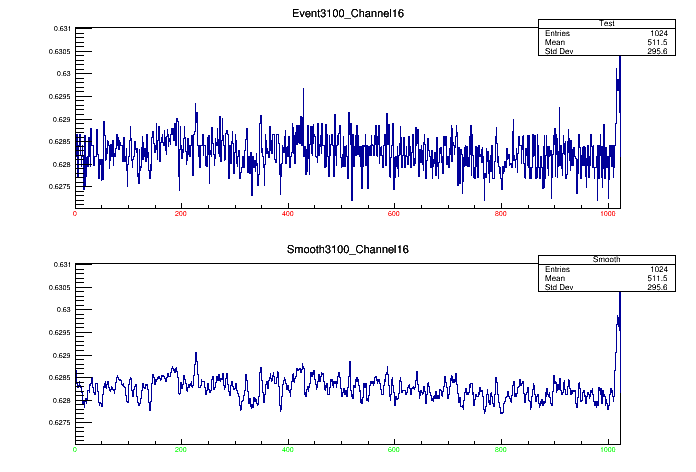 Event3100_Channel16
Test
Entries 1024
Mean 511.5
Std Dev 295.6
0.631
0.6305
0.63
0.6295
0.629
0.6285
0.628
0.6275
0 200 400 600 800 1000
Smooth3100_Channel16
Smooth
Entries 1024
Mean 511.5
Std Dev 295.6
0.631
0.6305
0.63
0.6295
0.629
0.6285
0.628
0.6275
0 200 400 600 800 1000